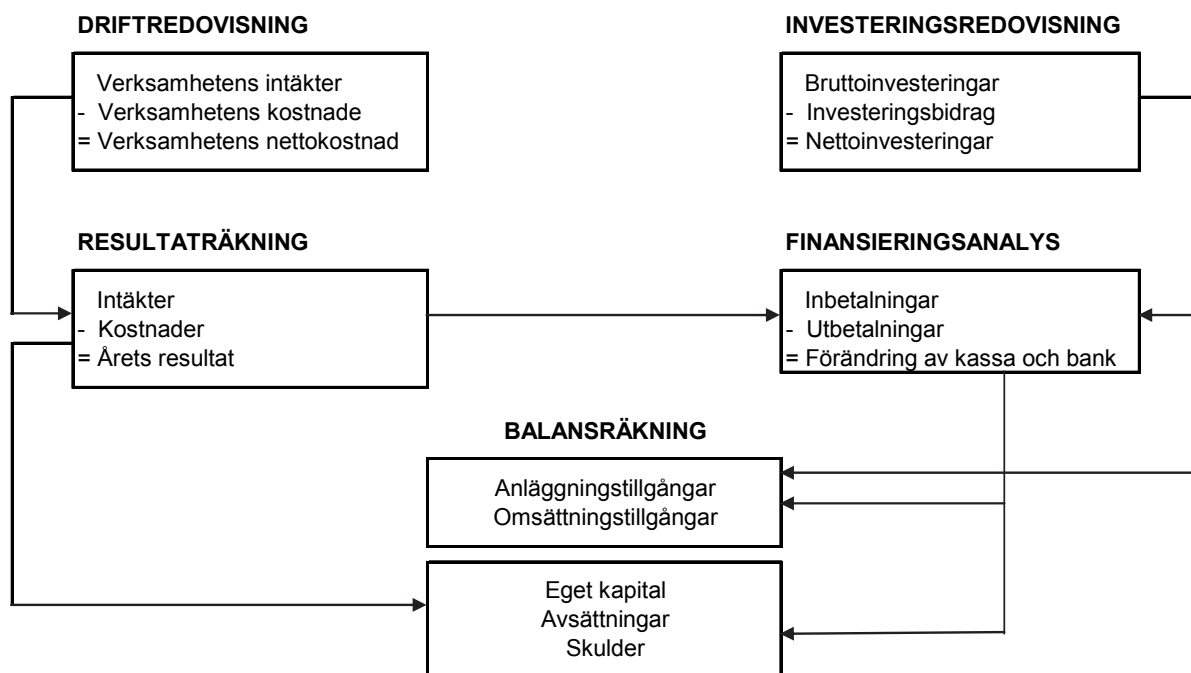 DRIFTREDOVISNING
Verksamhetens intäkter
- Verksamhetens kostnade
= Verksamhetens nettokostnad
INVESTERINGSREDOVISNING
Bruttoinvesteringar
- Investeringsbidrag
= Nettoinvesteringar
RESULTATRÄKNING
Intäkter
- Kostnader
= Årets resultat
FINANSIERINGSANALYS
Inbetalningar
- Utbetalningar
= Förändring av kassa och bank
BALANSRÄKNING
Anläggningstillgångar
Omsättningstillgångar
Eget kapital
Avsättningar
Skulder